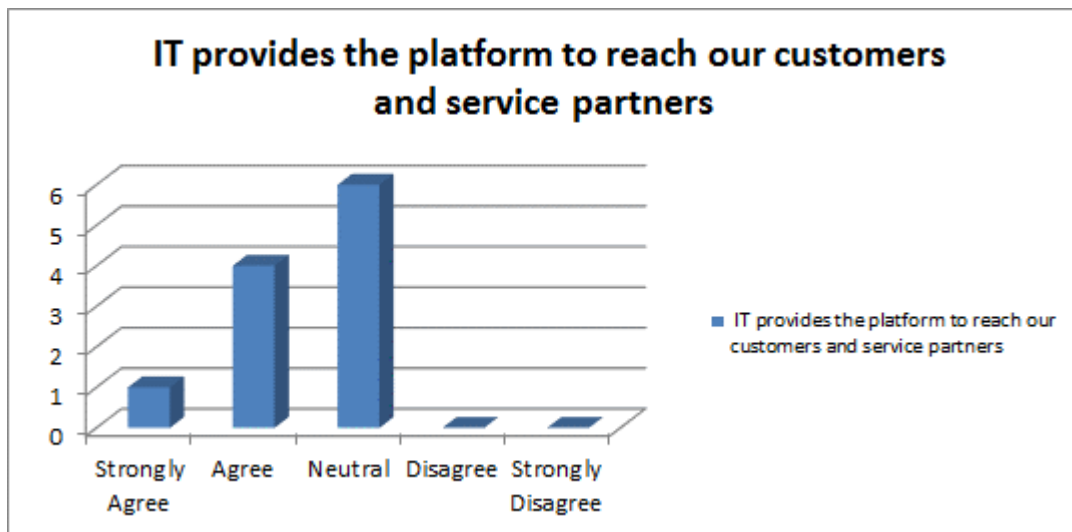 IT provides the platform to reach our customers
and service partners
6
5
4
3
2
1
0
Strongly Agree
Agree
Neutral
Disagree
Strongly Disagree
IT provides the platform to reach our
customers and service partners